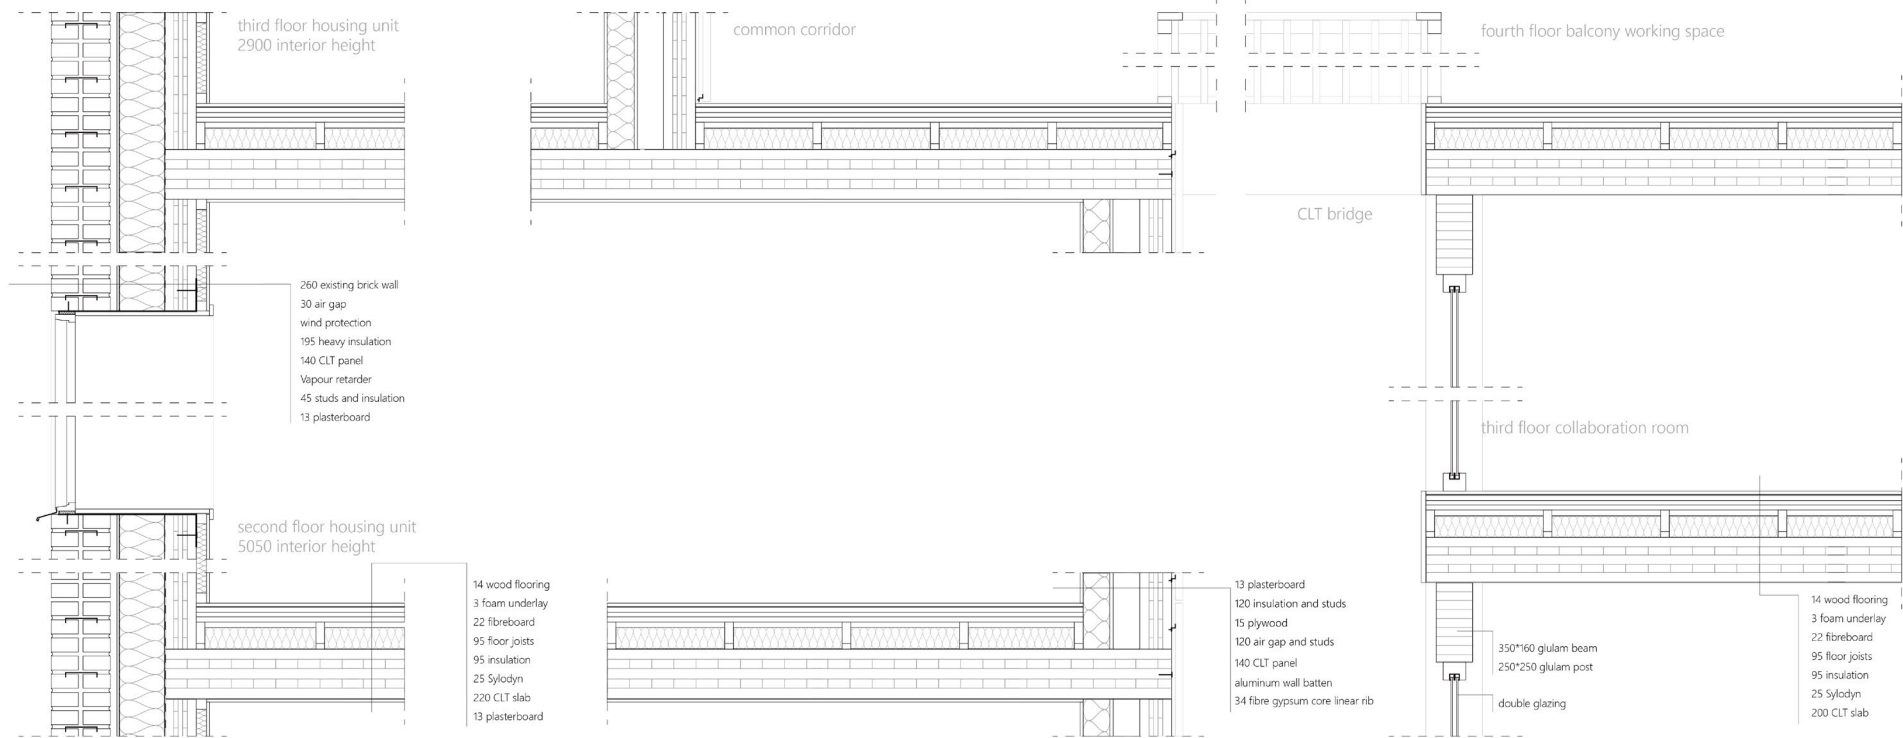 third floor housing unit
2900 interior height
common corridor
fourth floor balcony working space
CLT bridge
260 existing brick wall
30 air gap
wind protection
195 heavy insulation
140 CLT panel
Vapour retarder
45 studs and insulation
13 plasterboard
third floor collaboration room
second floor housing unit
5050 interior height
14 wood flooring
3 foam underlay
22 fibreboard
95 floor joists
95 insulation
25 Sylodyn
220 CLT slab
13 plasterboard
13 plasterboard
120 insulation and studs
15 plywood
120 air gap and studs
140 CLT panel
aluminum wall batten
34 fibre gypsum core linear rib
350*160 glulam beam
250*250 glulam post
double glazing
14 wood flooring
3 foam underlay
22 fibreboard
95 floor joists
95 insulation
25 Sylodyn
200 CLT slab